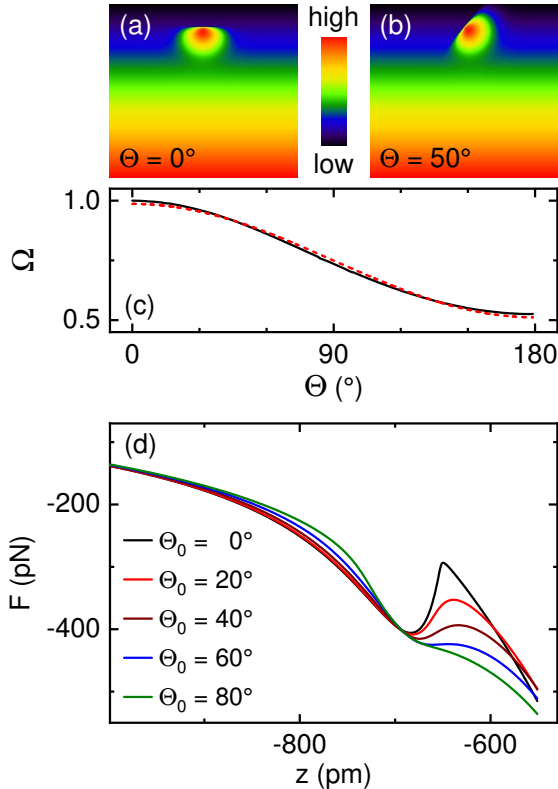 (a) high (b)
Θ = 0° low Θ = 50°
1.0
Ω
0.5
(c)
0 90 180
Θ (°)
(d)
-200
F (pN)
-400
Θ0 = 0°
Θ0 = 20°
Θ0 = 40°
Θ0 = 60°
Θ0 = 80°
-800 -600
z (pm)